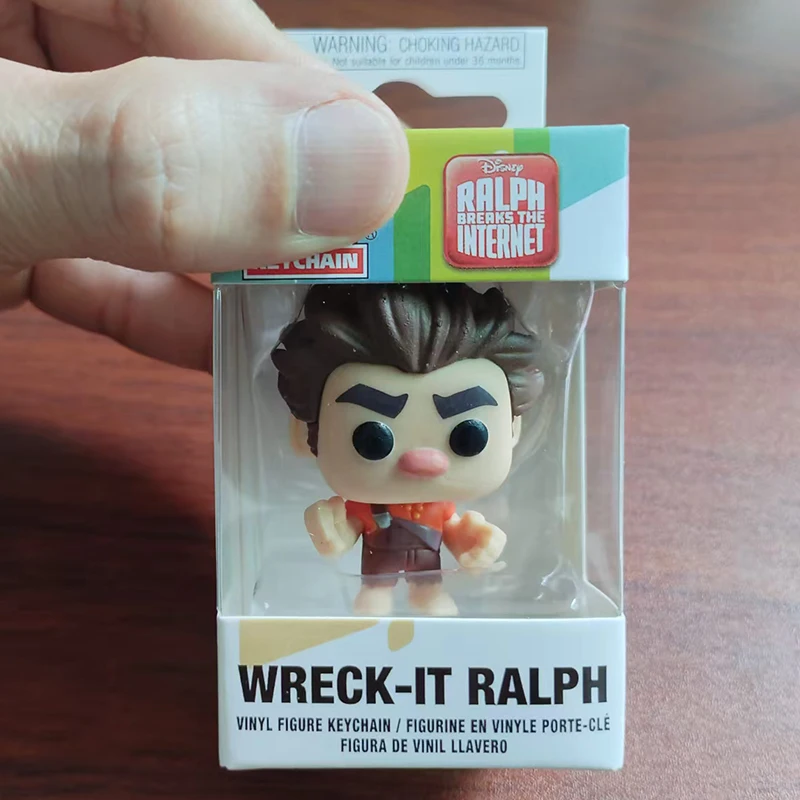 WARNING: CHOKING HAZARD
Not suitable for children under 36 months.
Disney
RALPH
BREAKS THE
INTERNET
KEYCHAIN
WRECK-IT RALPH
VINYL FIGURE KEYCHAIN / FIGURINE EN VINYLE PORTE-CLÉ
FIGURA DE VINIL LLAVERO